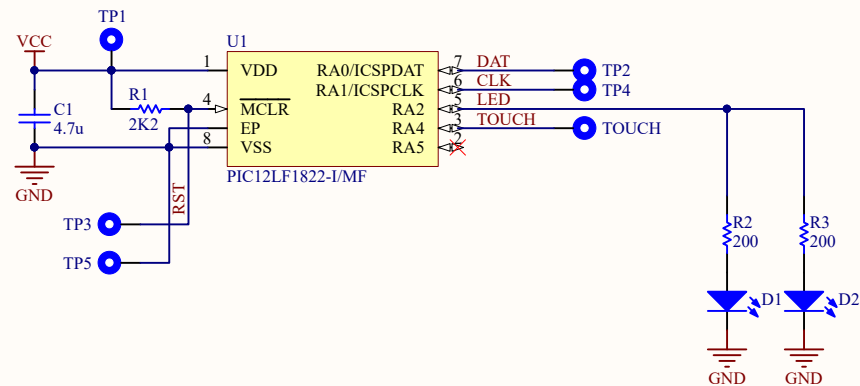 TP1
VCC
U1
1
VDD
RA0/ICSPDAT
7
DAT
TP2
RA1/ICSPCLK
6
CLK
TP4
R1
2K2
4
MCLR
RA2
5
LED
C1
4.7u
EP
RA4
3
TOUCH
TOUCH
8
VSS
RA5
2
PIC12LF1822-I/MF
GND
RST
TP3
TP5
R2
200
R3
200
D1
D2
GND
GND